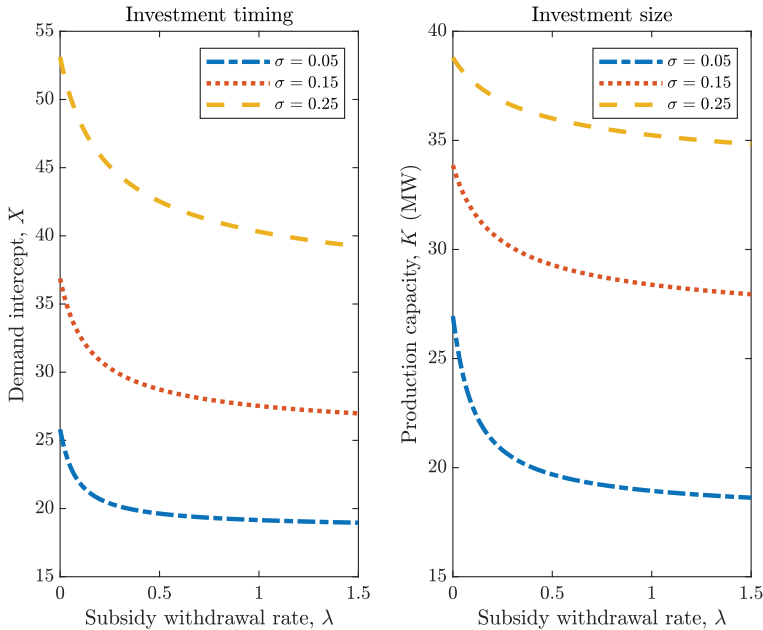 Investment timing
55
50
45
40
35
30
25
20
15
0
0.5
1
1.5
Demand intercept, X
Subsidy withdrawal rate, λ
σ = 0.05
σ = 0.15
σ = 0.25
Investment size
40
35
30
25
20
15
0
0.5
1
1.5
Production capacity, K (MW)
Subsidy withdrawal rate, λ
σ = 0.05
σ = 0.15
σ = 0.25